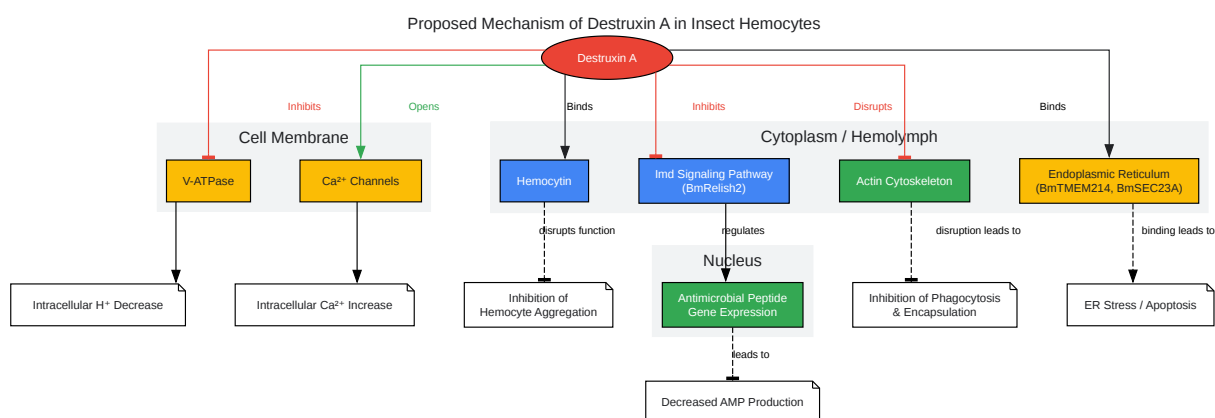 Proposed Mechanism of Destruxin A in Insect Hemocytes
Destruxin A
Inhibits
Opens
Binds
Inhibits
Disrupts
Binds
Cell Membrane
Cytoplasm / Hemolymph
V-ATPase
Ca²⁺ Channels
Hemocytin
Imd Signaling Pathway
(BmRelish2)
Actin Cytoskeleton
Endoplasmic Reticulum
(BmTMEM214, BmSEC23A)
disrupts function
regulates
disruption leads to
binding leads to
Nucleus
Intracellular H⁺ Decrease
Intracellular Ca²⁺ Increase
Inhibition of
Hemocyte Aggregation
Antimicrobial Peptide
Gene Expression
Inhibition of Phagocytosis
& Encapsulation
ER Stress / Apoptosis
leads to
Decreased AMP Production